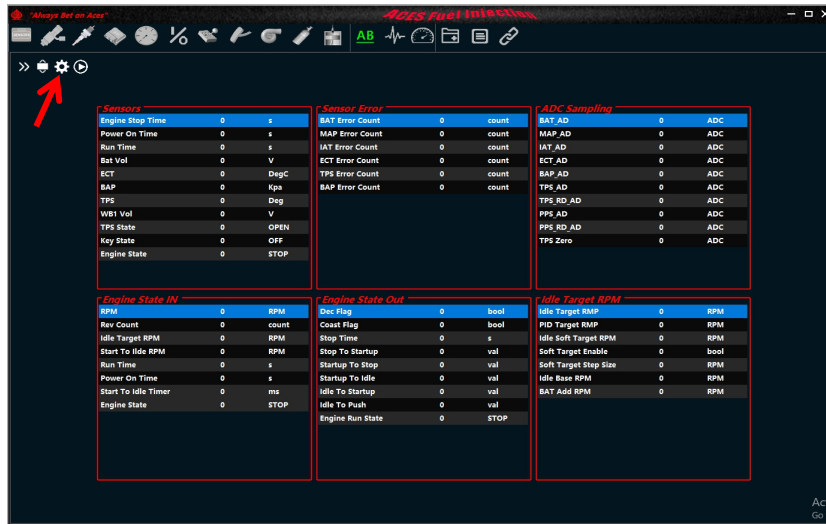 "Always Bet on Aces"
ACES Fuel Injection
AB
Sensors
Engine Stop Time 0 s
Power On Time 0 s
Run Time 0 s
Bat Vol 0 V
ECT 0 DegC
BAP 0 Kpa
TPS 0 Deg
WB1 Vol 0 V
TPS State 0 OPEN
Key State 0 OFF
Engine State 0 STOP
Sensor Error
BAT Error Count 0 count
MAP Error Count 0 count
IAT Error Count 0 count
ECT Error Count 0 count
TPS Error Count 0 count
BAP Error Count 0 count
ADC Sampling
BAT_AD 0 ADC
MAP_AD 0 ADC
IAT_AD 0 ADC
ECT_AD 0 ADC
BAP_AD 0 ADC
TPS_AD 0 ADC
TPS_RD_AD 0 ADC
PPS_AD 0 ADC
PPS_RD_AD 0 ADC
TPS Zero 0 ADC
Engine State IN
RPM 0 RPM
Rev Count 0 count
Idle Target RPM 0 RPM
Start To Ilde RPM 0 RPM
Run Time 0 s
Power On Time 0 s
Start To Idle Timer 0 ms
Engine State 0 STOP
Engine State Out
Dec Flag 0 bool
Coast Flag 0 bool
Stop Time 0 s
Stop To Startup 0 val
Startup To Stop 0 val
Startup To Idle 0 val
Idle To Startup 0 val
Idle To Push 0 val
Engine Run State 0 STOP
Idle Target RPM
Idle Target RMP 0 RPM
PID Target RMP 0 RPM
Idle Soft Target RPM 0 RPM
Soft Target Enable 0 bool
Soft Target Step Size 0 RPM
Idle Base RPM 0 RPM
BAT Add RPM 0 RPM
Ac
Go